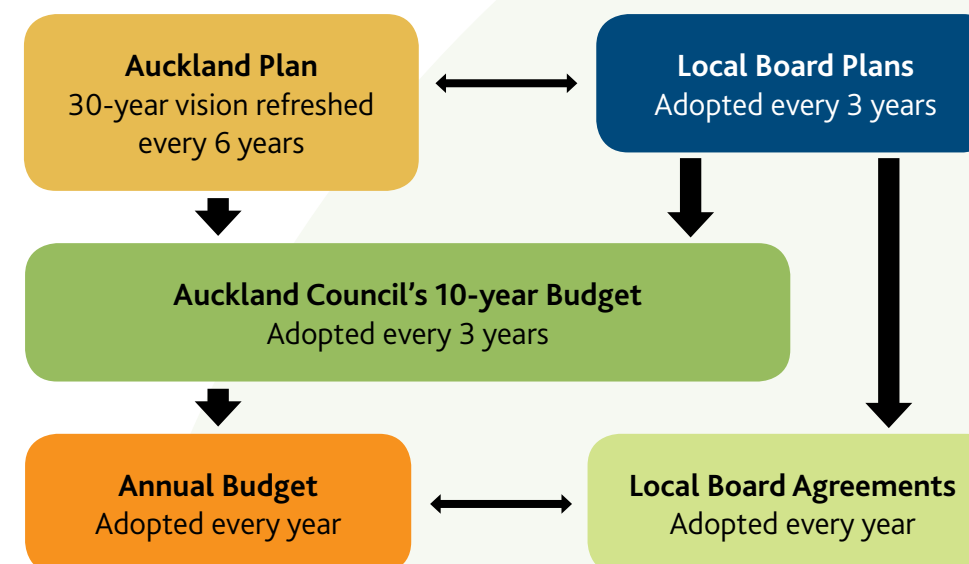 Auckland Plan
30-year vision refreshed
every 6 years
Local Board Plans
Adopted every 3 years
Auckland Council’s 10-year Budget
Adopted every 3 years
Annual Budget
Adopted every year
Local Board Agreements
Adopted every year